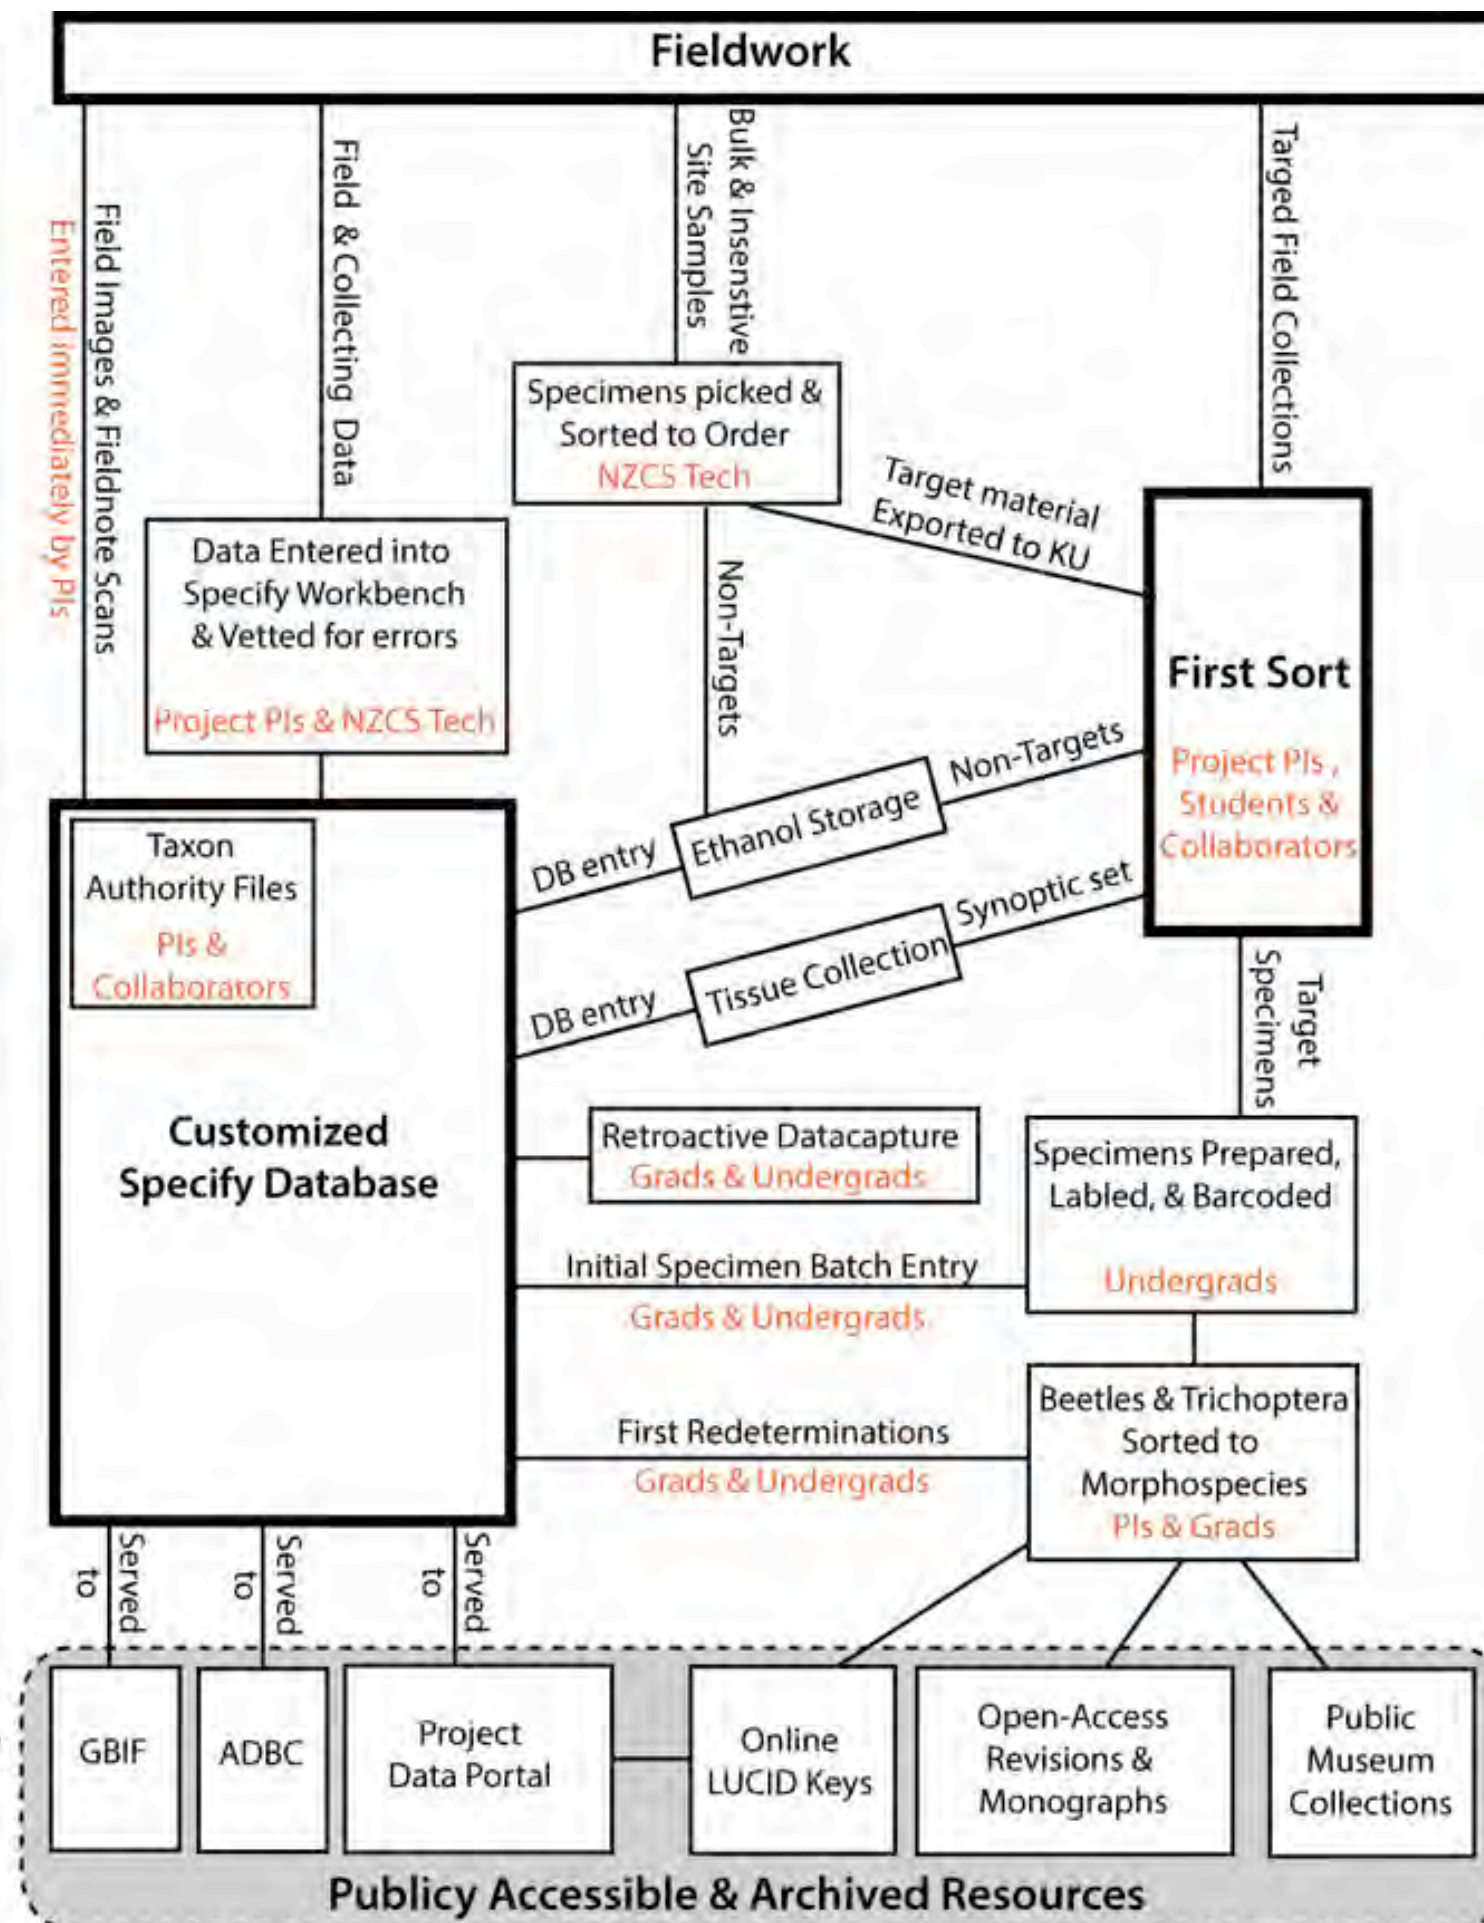 Fieldwork
Entered immediately by PIs
Field Images & Fieldnote Scans
Field & Collecting Data
Bulk & Insenstive
Site Samples
Targed Field Collections
Specimens picked &
Sorted to Order
NZCS Tech
Target material
Exported to KU
Data Entered into
Specify Workbench
& Vetted for errors
Project PIs & NZCS Tech
Non-Targets
First Sort
Project PIs,
Students &
Collaborators
Non-Targets
Ethanol Storage
DB entry
Synoptic set
Tissue Collection
DB entry
Taxon
Authority Files
PIs &
Collaborators
Customized
Specify Database
Target
Specimens
Retroactive Datacapture
Grads & Undergrads
Specimens Prepared,
Labled, & Barcoded
Undergrads
Initial Specimen Batch Entry
Grads & Undergrads
Beetles & Trichoptera
Sorted to
Morphospecies
PIs & Grads
First Redeterminations
Grads & Undergrads
Served
to
Served
to
Served
to
GBIF
ADBC
Project
Data Portal
Online
LUCID Keys
Open-Access
Revisions &
Monographs
Public
Museum
Collections
Publicy Accessible & Archived Resources